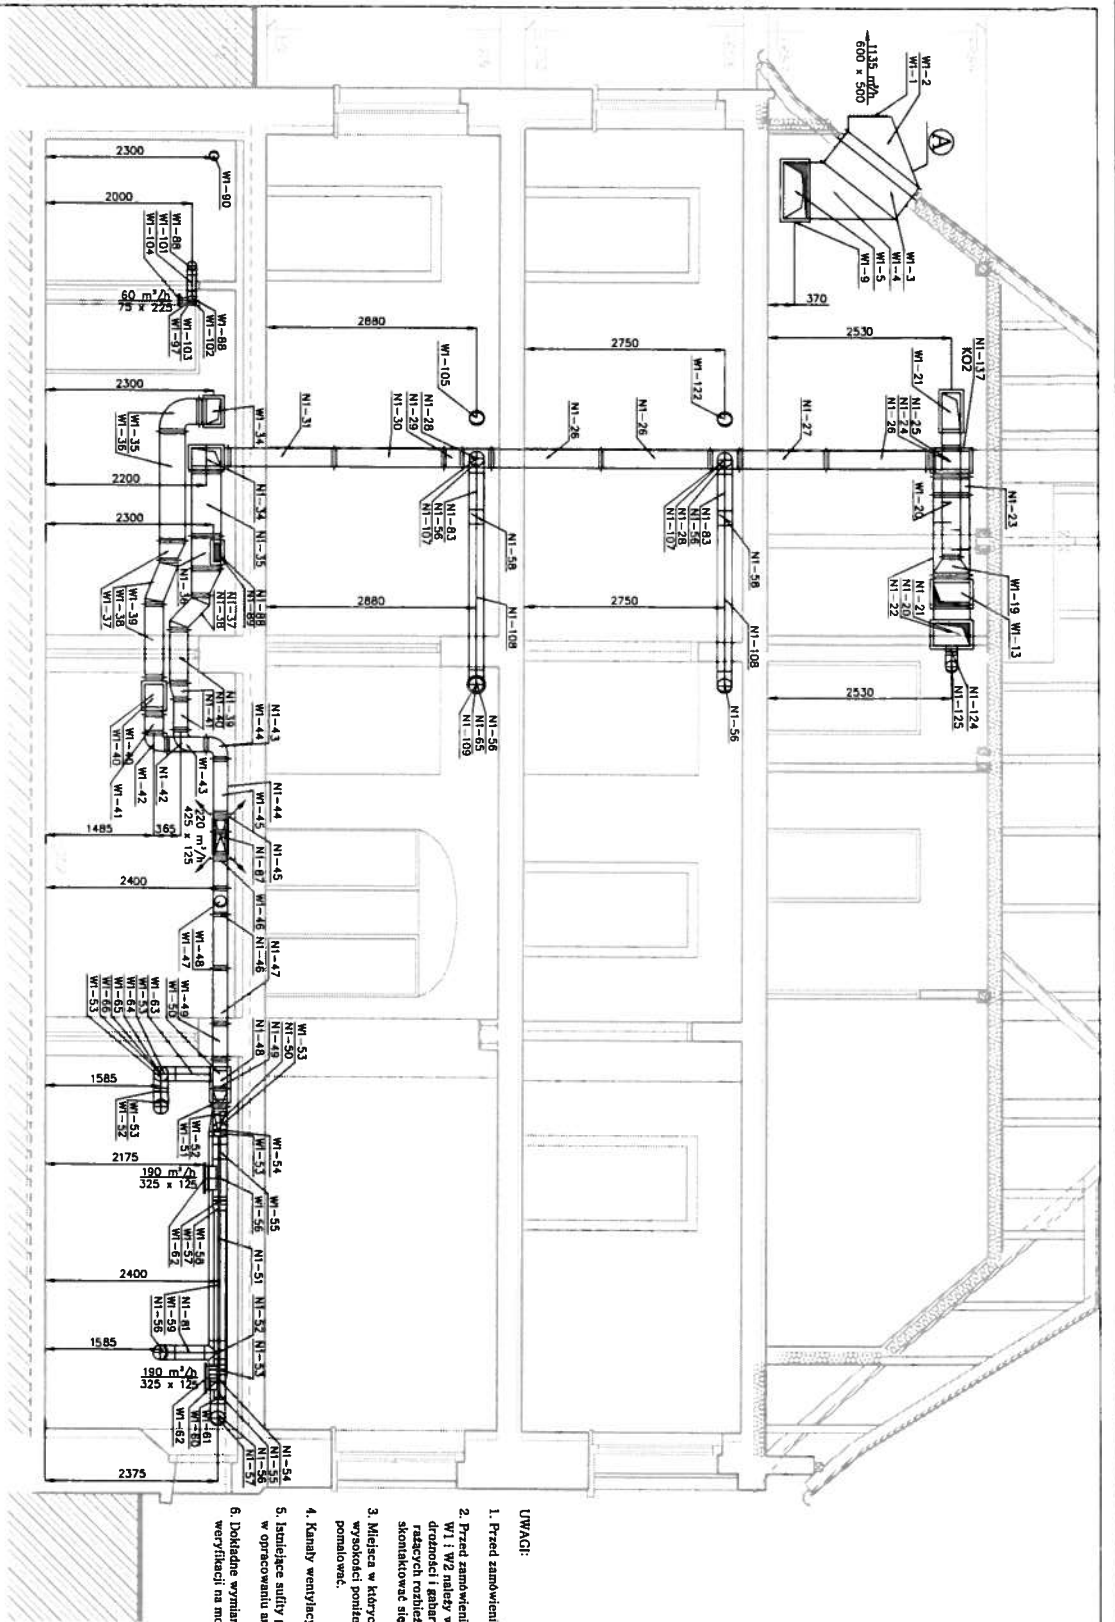 1135 m³/h
600 x 500
W1-1
W1-2
A
W1-3
W1-4
W1-5
W1-9
370
2530
N1-137
KO2
W1-21
N1-25
N1-24
N1-26
N1-27
W1-20
N1-23
W1-19
W1-13
N1-21
N1-20
N1-22
N1-124
N1-125
2530
2750
W1-122
N1-26
N1-26
N1-83
N1-56
N1-28
N1-107
N1-58
2750
N1-108
N1-56
2880
W1-105
N1-28
N1-29
N1-30
N1-31
N1-83
N1-56
N1-107
N1-58
2880
N1-108
N1-56
N1-65
N1-109
2300
W1-90
2000
W1-88
W1-101
W1-104
60 m³/h
75 x 225
W1-88
W1-102
W1-103
W1-97
2300
W1-34
W1-35
W1-36
2200
N1-34
N1-35
2300
N1-88
N1-89
N1-37
N1-38
W1-39
W1-38
W1-37
N1-39
N1-40
N1-41
N1-43
W1-44
W1-40
W1-41
W1-42
N1-42
W1-43
1485
365
220 m³/h
425 x 125
N1-44
W1-45
N1-45
N1-87
W1-46
N1-46
N1-47
2400
W1-48
W1-47
W1-49
W1-50
W1-63
W1-53
W1-64
W1-65
W1-66
W1-53
N1-48
N1-49
N1-50
W1-53
1585
W1-53
W1-52
W1-52
W1-51
W1-54
W1-53
W1-55
W1-56
2175
190 m³/h
325 x 125
W1-58
W1-57
W1-62
N1-51
2400
N1-81
W1-59
N1-56
N1-52
N1-53
1585
190 m³/h
325 x 125
W1-61
W1-60
W1-62
N1-54
N1-55
N1-56
N1-57
2375
UWAGI:
1. Przed zamówieni
2. Przed zamówieni
W1 i W2 należy w
drożności i gabar
rażących rozbież
skontaktować się
3. Miejsca w któryc
wysokości poniże
pomalować.
4. Kanały wentylacy
5. Istniejące sufity
w opracowaniu a
6. Dokładne wymiar
weryfikacji na mo